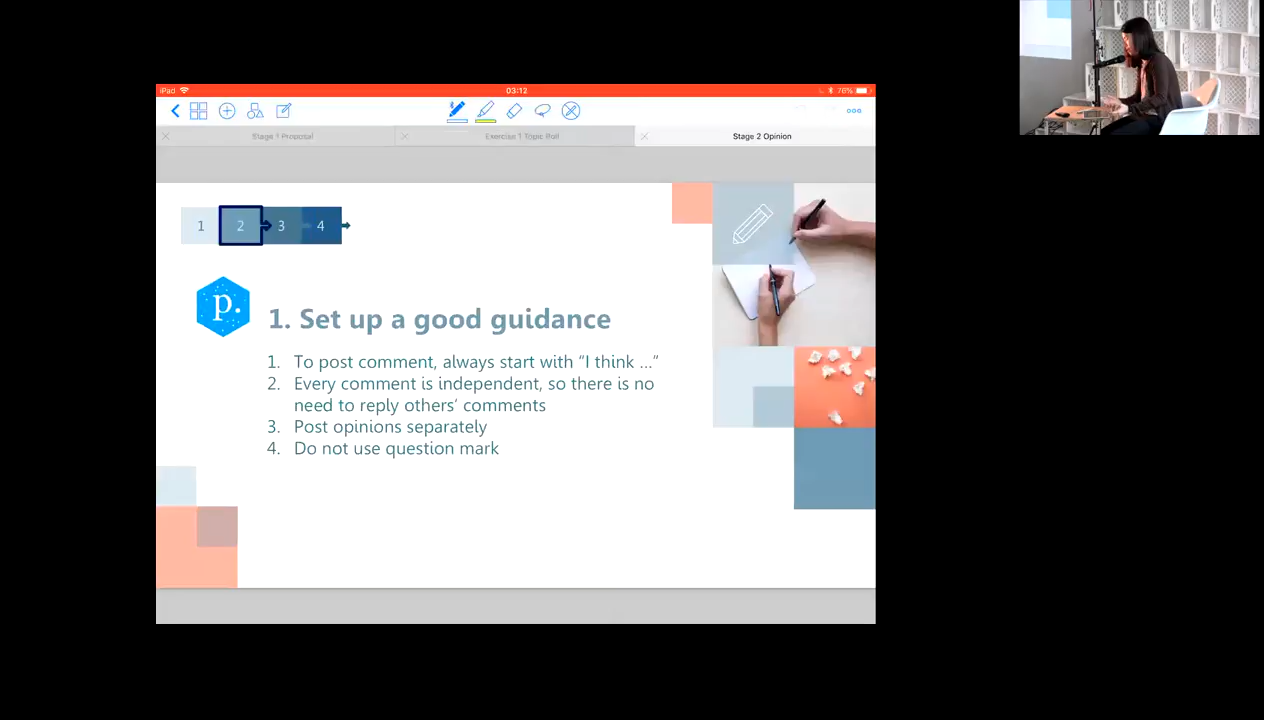 iPad
03:12
76%
Stage 1 Proposal
Exercise 1 Topic Poll
Stage 2 Opinion
1 2 3 4
p.
1. Set up a good guidance
1. To post comment, always start with “I think …”
2. Every comment is independent, so there is no
need to reply others’ comments
3. Post opinions separately
4. Do not use question mark